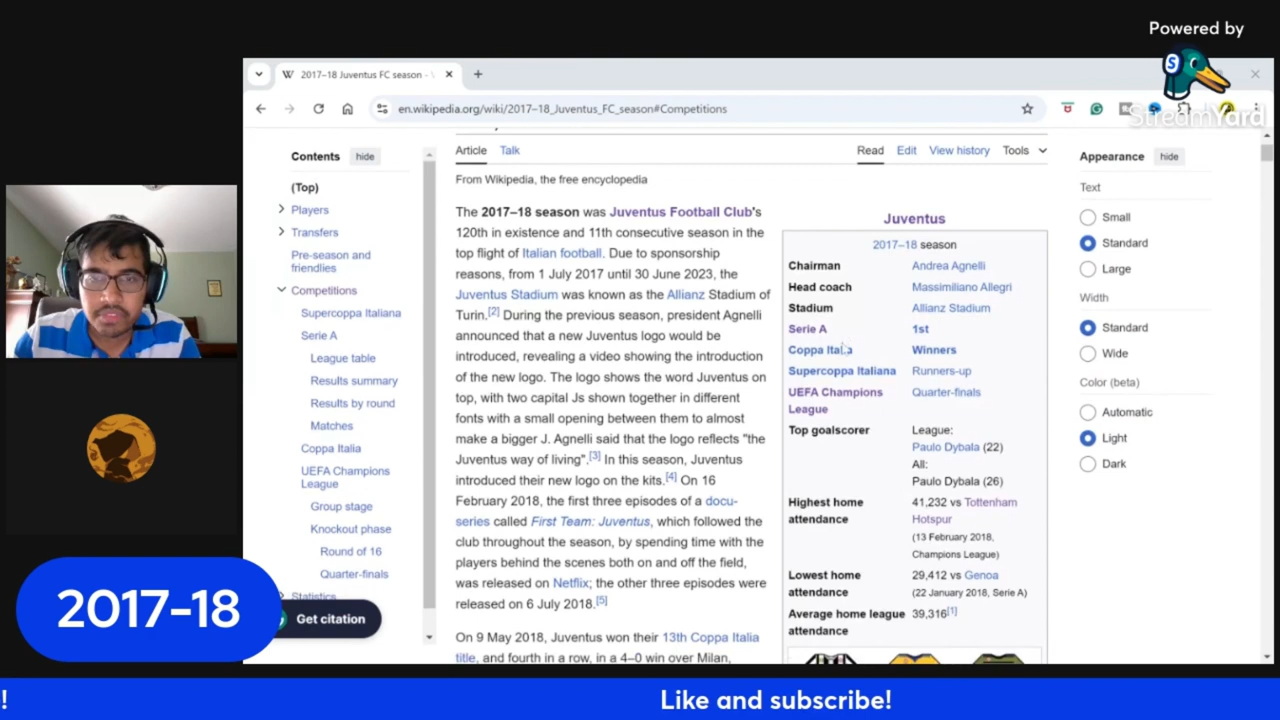 Powered by
StreamYard
2017–18 Juventus FC season -
en.wikipedia.org/wiki/2017–18_Juventus_FC_season#Competitions
Contents hide
(Top)
Players
Transfers
Pre-season and
friendlies
Competitions
Supercoppa Italiana
Serie A
League table
Results summary
Results by round
Matches
Coppa Italia
UEFA Champions
League
Group stage
Knockout phase
Round of 16
Quarter-finals
Statistics
Get citation
Article Talk Read Edit View history Tools
From Wikipedia, the free encyclopedia
The 2017–18 season was Juventus Football Club's
120th in existence and 11th consecutive season in the
top flight of Italian football. Due to sponsorship
reasons, from 1 July 2017 until 30 June 2023, the
Juventus Stadium was known as the Allianz Stadium of
Turin.[2] During the previous season, president Agnelli
announced that a new Juventus logo would be
introduced, revealing a video showing the introduction
of the new logo. The logo shows the word Juventus on
top, with two capital Js shown together in different
fonts with a small opening between them to almost
make a bigger J. Agnelli said that the logo reflects "the
Juventus way of living".[3] In this season, Juventus
introduced their new logo on the kits.[4] On 16
February 2018, the first three episodes of a docu-
series called First Team: Juventus, which followed the
club throughout the season, by spending time with the
players behind the scenes both on and off the field,
was released on Netflix; the other three episodes were
released on 6 July 2018.[5]
On 9 May 2018, Juventus won their 13th Coppa Italia
title, and fourth in a row, in a 4–0 win over Milan,
Juventus
2017–18 season
Chairman Andrea Agnelli
Head coach Massimiliano Allegri
Stadium Allianz Stadium
Serie A 1st
Coppa Italia Winners
Supercoppa Italiana Runners-up
UEFA Champions Quarter-finals
League
Top goalscorer League:
Paulo Dybala (22)
All:
Paulo Dybala (26)
Highest home 41,232 vs Tottenham
attendance Hotspur
(13 February 2018,
Champions League)
Lowest home 29,412 vs Genoa
attendance (22 January 2018, Serie A)
Average home league 39,316[1]
attendance
Appearance hide
Text
Small
Standard
Large
Width
Standard
Wide
Color (beta)
Automatic
Light
Dark
2017-18
Like and subscribe!